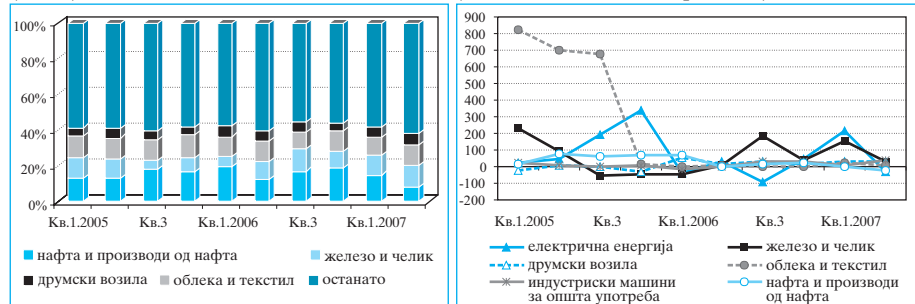 100%
80%
60%
40%
20%
0%
Кв.1.2005 Кв.3 Кв.1.2006 Кв.3 Кв.1.2007
нафта и производи од нафта железо и челик
друмски возила облека и текстил останато
900
800
700
600
500
400
300
200
100
0
-100
-200
Кв.1.2005 Кв.3 Кв.1.2006 Кв.3 Кв.1.2007
електрична енергија железо и челик
друмски возила облека и текстил
индустриски машини
за општа употреба
нафта и производи
од нафта